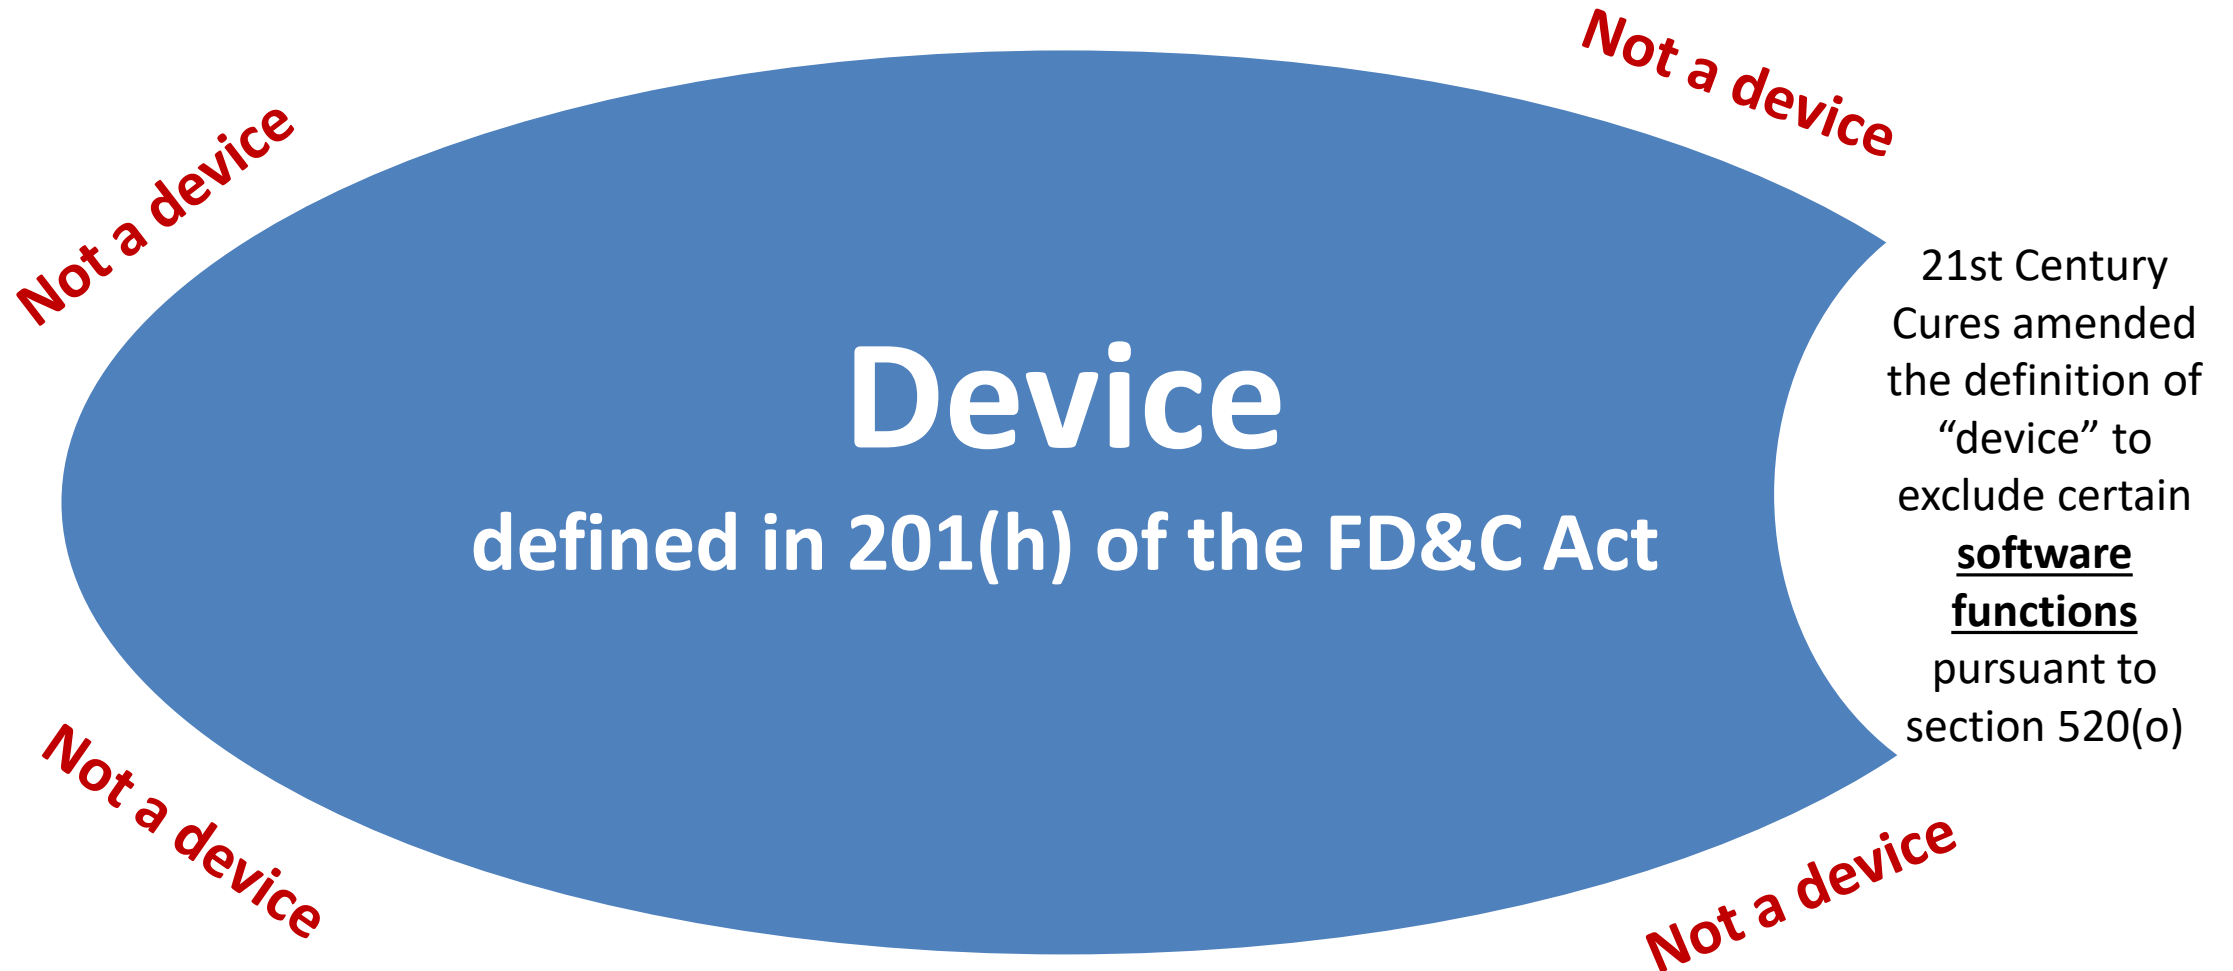 Not a device
Not a device
Device
defined in 201(h) of the FD&C Act
21st Century
Cures amended
the definition of
“device” to
exclude certain
software
functions
pursuant to
section 520(o)
Not a device
Not a device